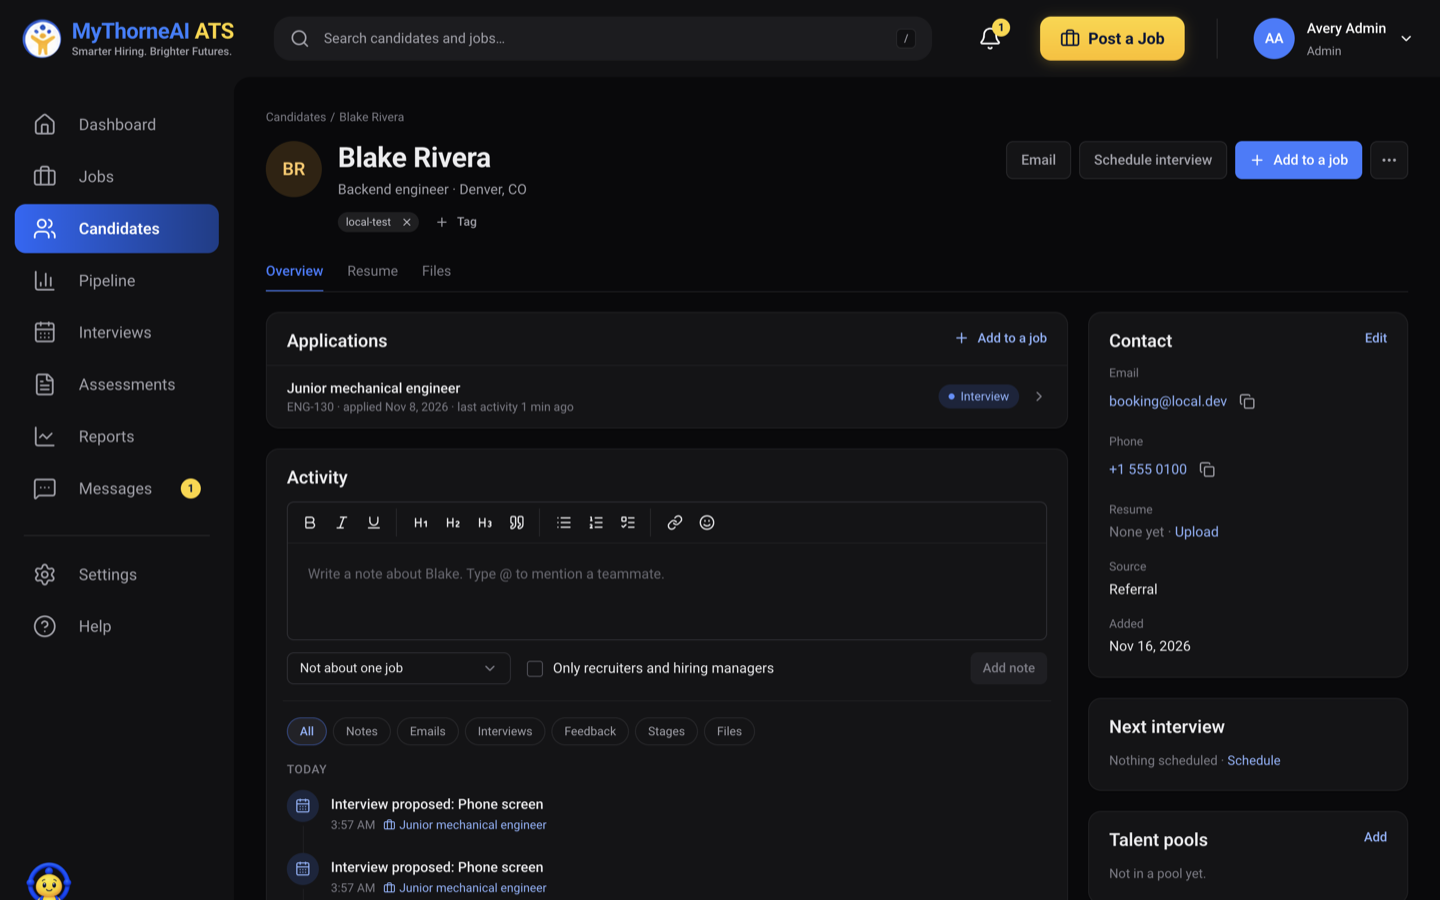 MyThorneAI ATS
Smarter Hiring. Brighter Futures.
Search candidates and jobs...
/
1
Post a Job
AA
Avery Admin
Admin
Dashboard
Jobs
Candidates
Pipeline
Interviews
Assessments
Reports
Messages
1
Settings
Help
Candidates / Blake Rivera
BR
Blake Rivera
Backend engineer · Denver, CO
local-test
Tag
Email
Schedule interview
Add to a job
Overview
Resume
Files
Applications
Add to a job
Junior mechanical engineer
ENG-130 · applied Nov 8, 2026 · last activity 1 min ago
Interview
Activity
B I U H1 H2 H3
Write a note about Blake. Type @ to mention a teammate.
Not about one job
Only recruiters and hiring managers
Add note
All
Notes
Emails
Interviews
Feedback
Stages
Files
TODAY
Interview proposed: Phone screen
3:57 AM Junior mechanical engineer
Interview proposed: Phone screen
3:57 AM Junior mechanical engineer
Contact
Edit
Email
booking@local.dev
Phone
+1 555 0100
Resume
None yet · Upload
Source
Referral
Added
Nov 16, 2026
Next interview
Nothing scheduled · Schedule
Talent pools
Add
Not in a pool yet.